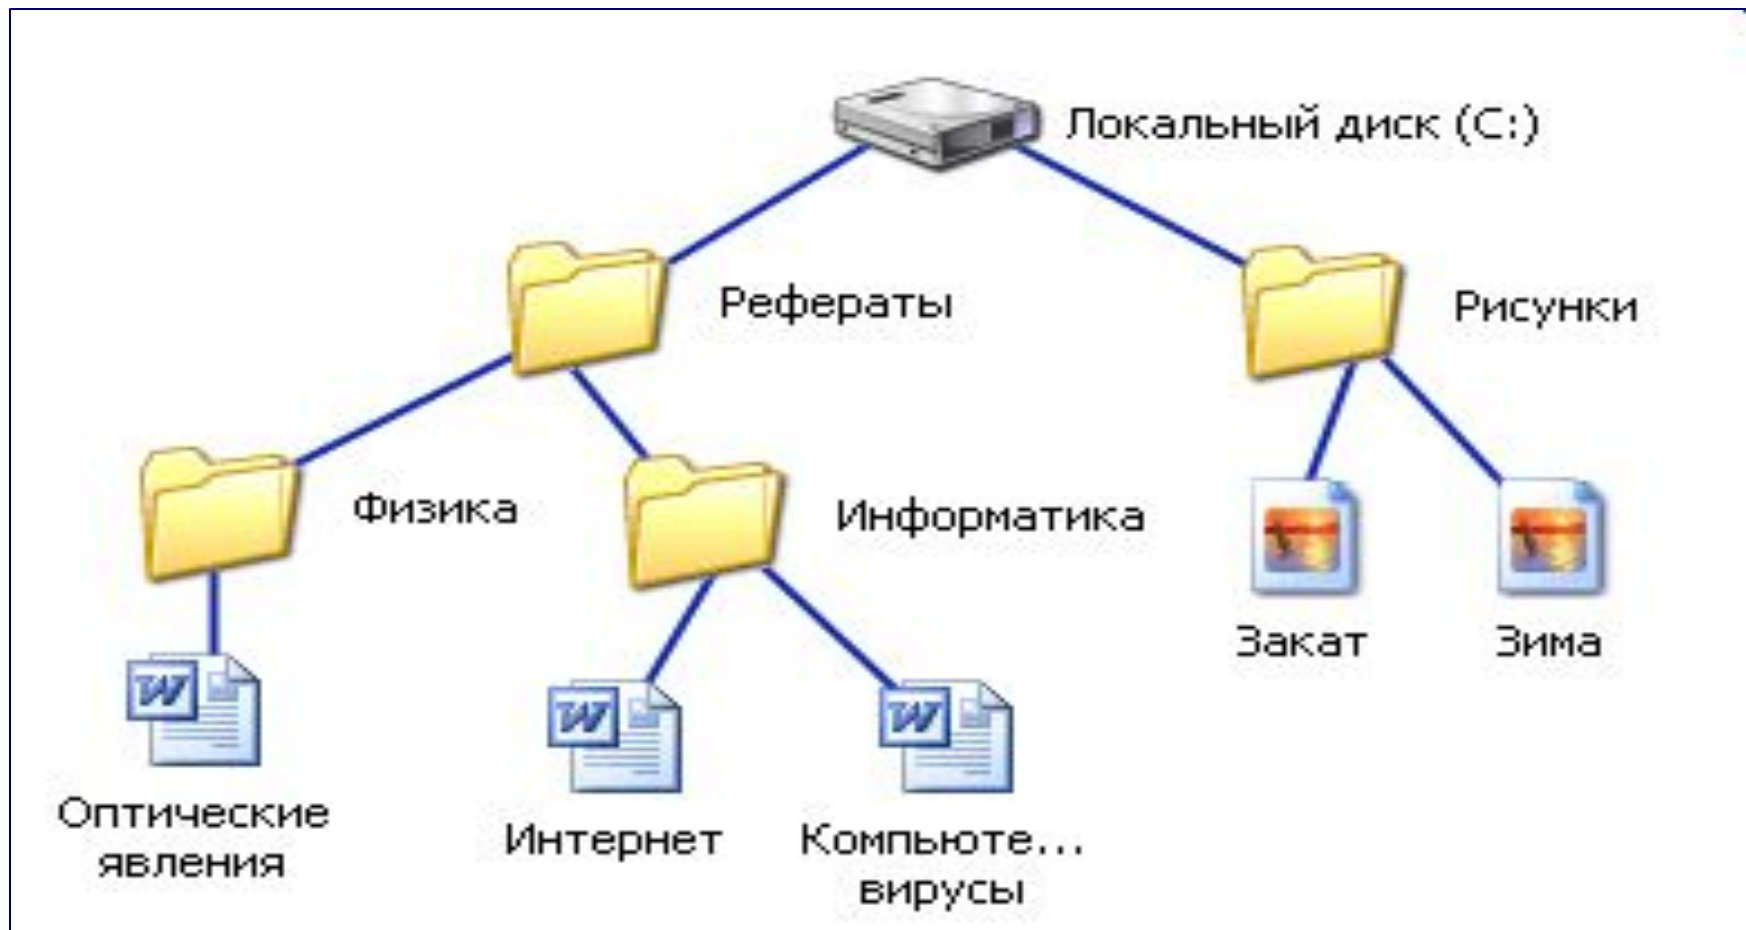 Локальный диск (C:)
Рефераты
Рисунки
Физика
Информатика
Закат
Зима
Оптические
явления
Интернет
Компьюте...
вирусы